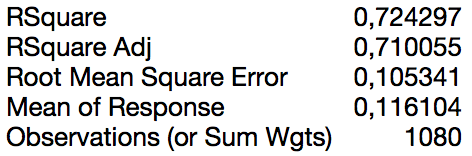 RSquare 0,724297
RSquare Adj 0,710055
Root Mean Square Error 0,105341
Mean of Response 0,116104
Observations (or Sum Wgts) 1080